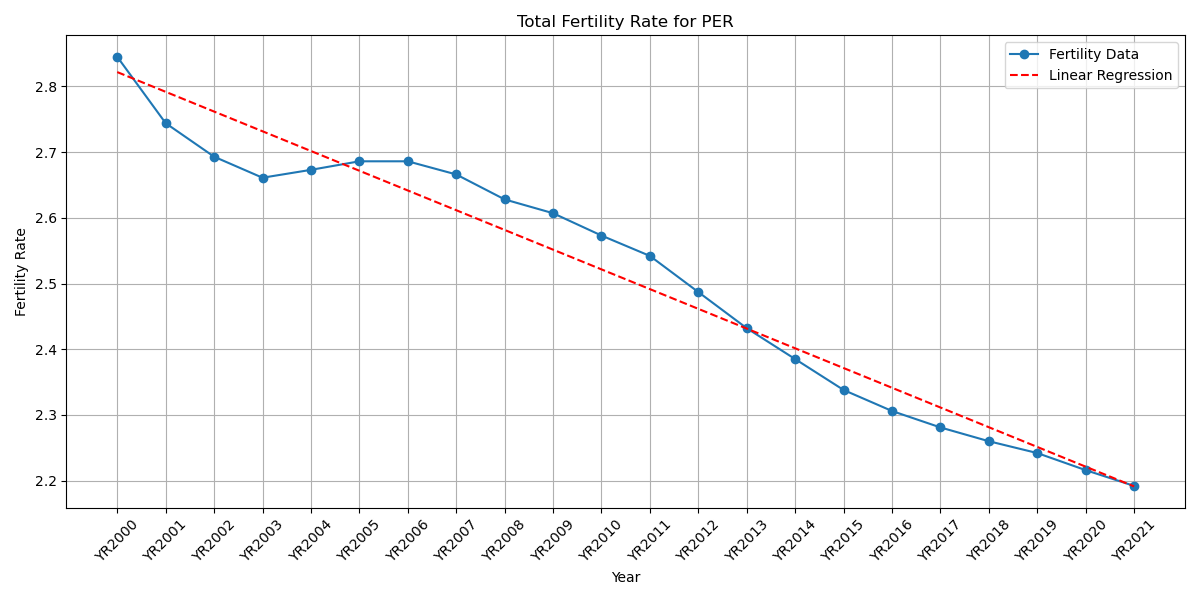 Total Fertility Rate for PER
Fertility Data
Linear Regression
Fertility Rate
2.8
2.7
2.6
2.5
2.4
2.3
2.2
YR2000
YR2001
YR2002
YR2003
YR2004
YR2005
YR2006
YR2007
YR2008
YR2009
YR2010
YR2011
YR2012
YR2013
YR2014
YR2015
YR2016
YR2017
YR2018
YR2019
YR2020
YR2021
Year